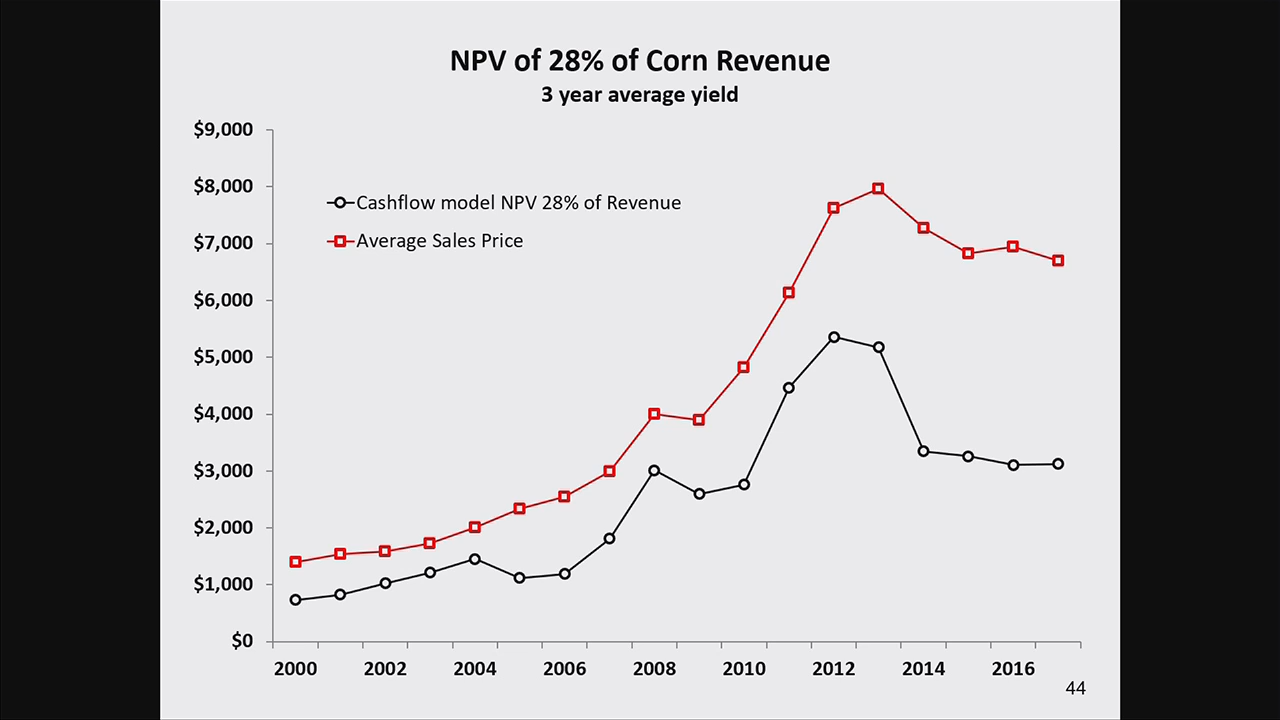 NPV of 28% of Corn Revenue
3 year average yield
$9,000
$8,000
$7,000
$6,000
$5,000
$4,000
$3,000
$2,000
$1,000
$0
Cashflow model NPV 28% of Revenue
Average Sales Price
2000 2002 2004 2006 2008 2010 2012 2014 2016
44